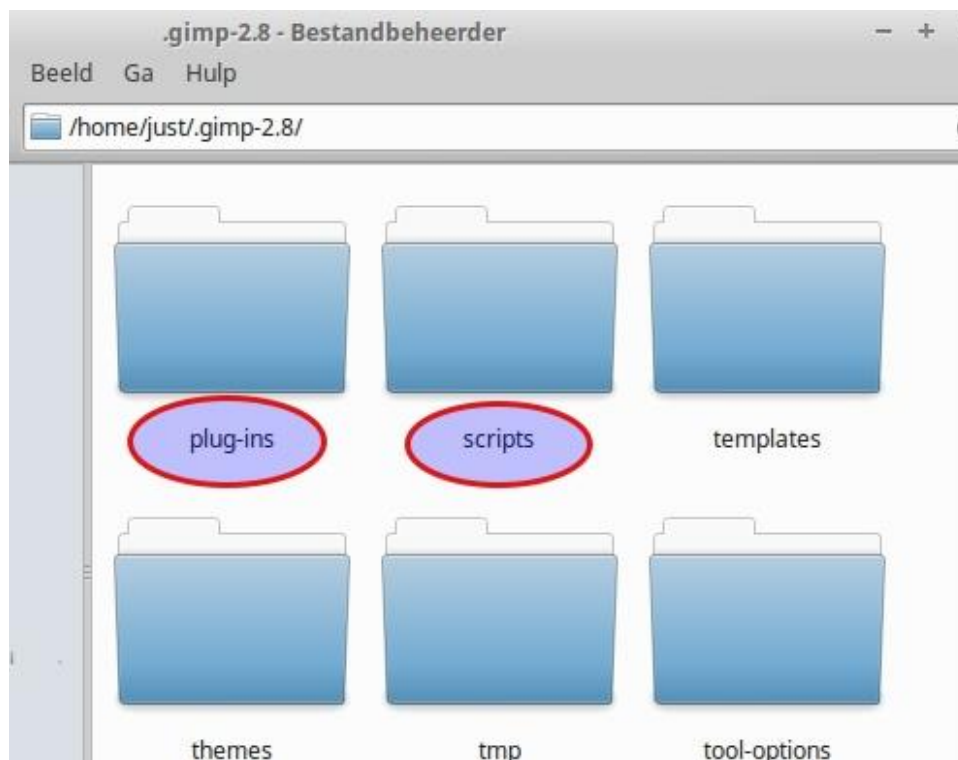 .gimp-2.8 - Bestandbeheerder
Beeld Ga Hulp
/home/just/.gimp-2.8/
plug-ins scripts templates
themes tmp tool-options